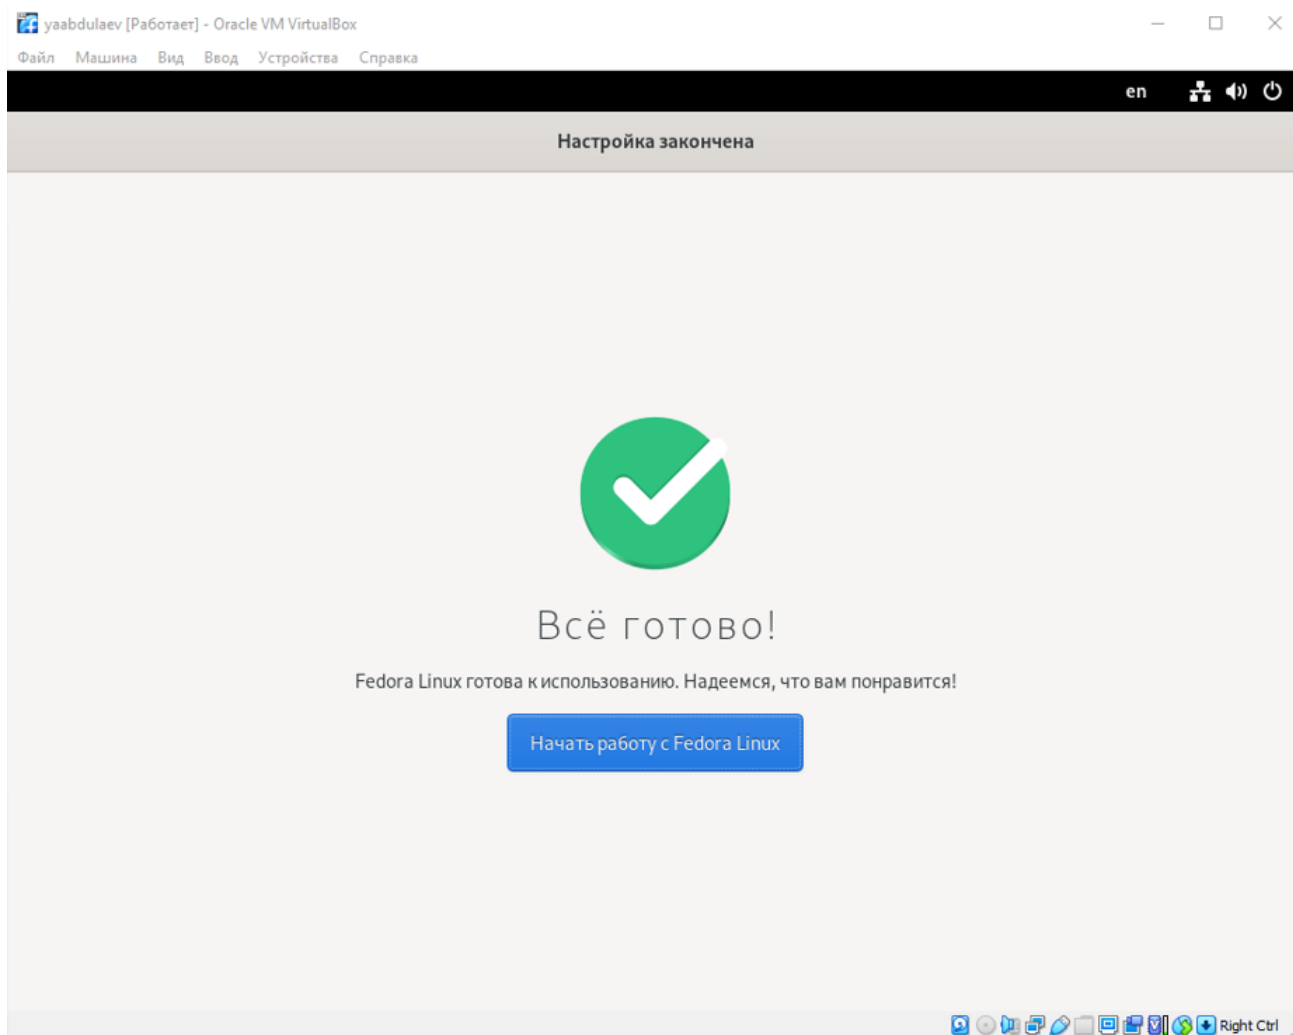 yaabdulaev [Работает] - Oracle VM VirtualBox
Файл Машина Вид Ввод Устройства Справка
en
Настройка закончена
Всё готово!
Fedora Linux готова к использованию. Надеемся, что вам понравится!
Начать работу с Fedora Linux
Right Ctrl